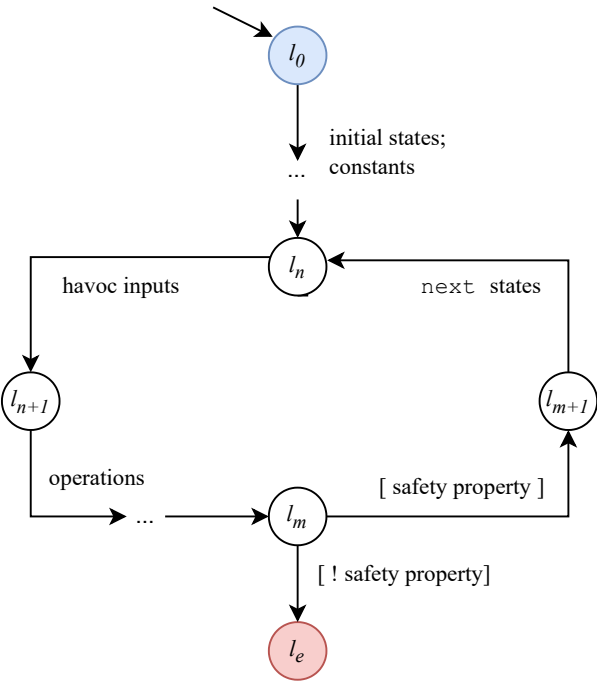 l0
initial states;
constants
...
ln
havoc inputs
next states
ln+1
lm+1
operations
...
[ safety property ]
lm
[ ! safety property]
le